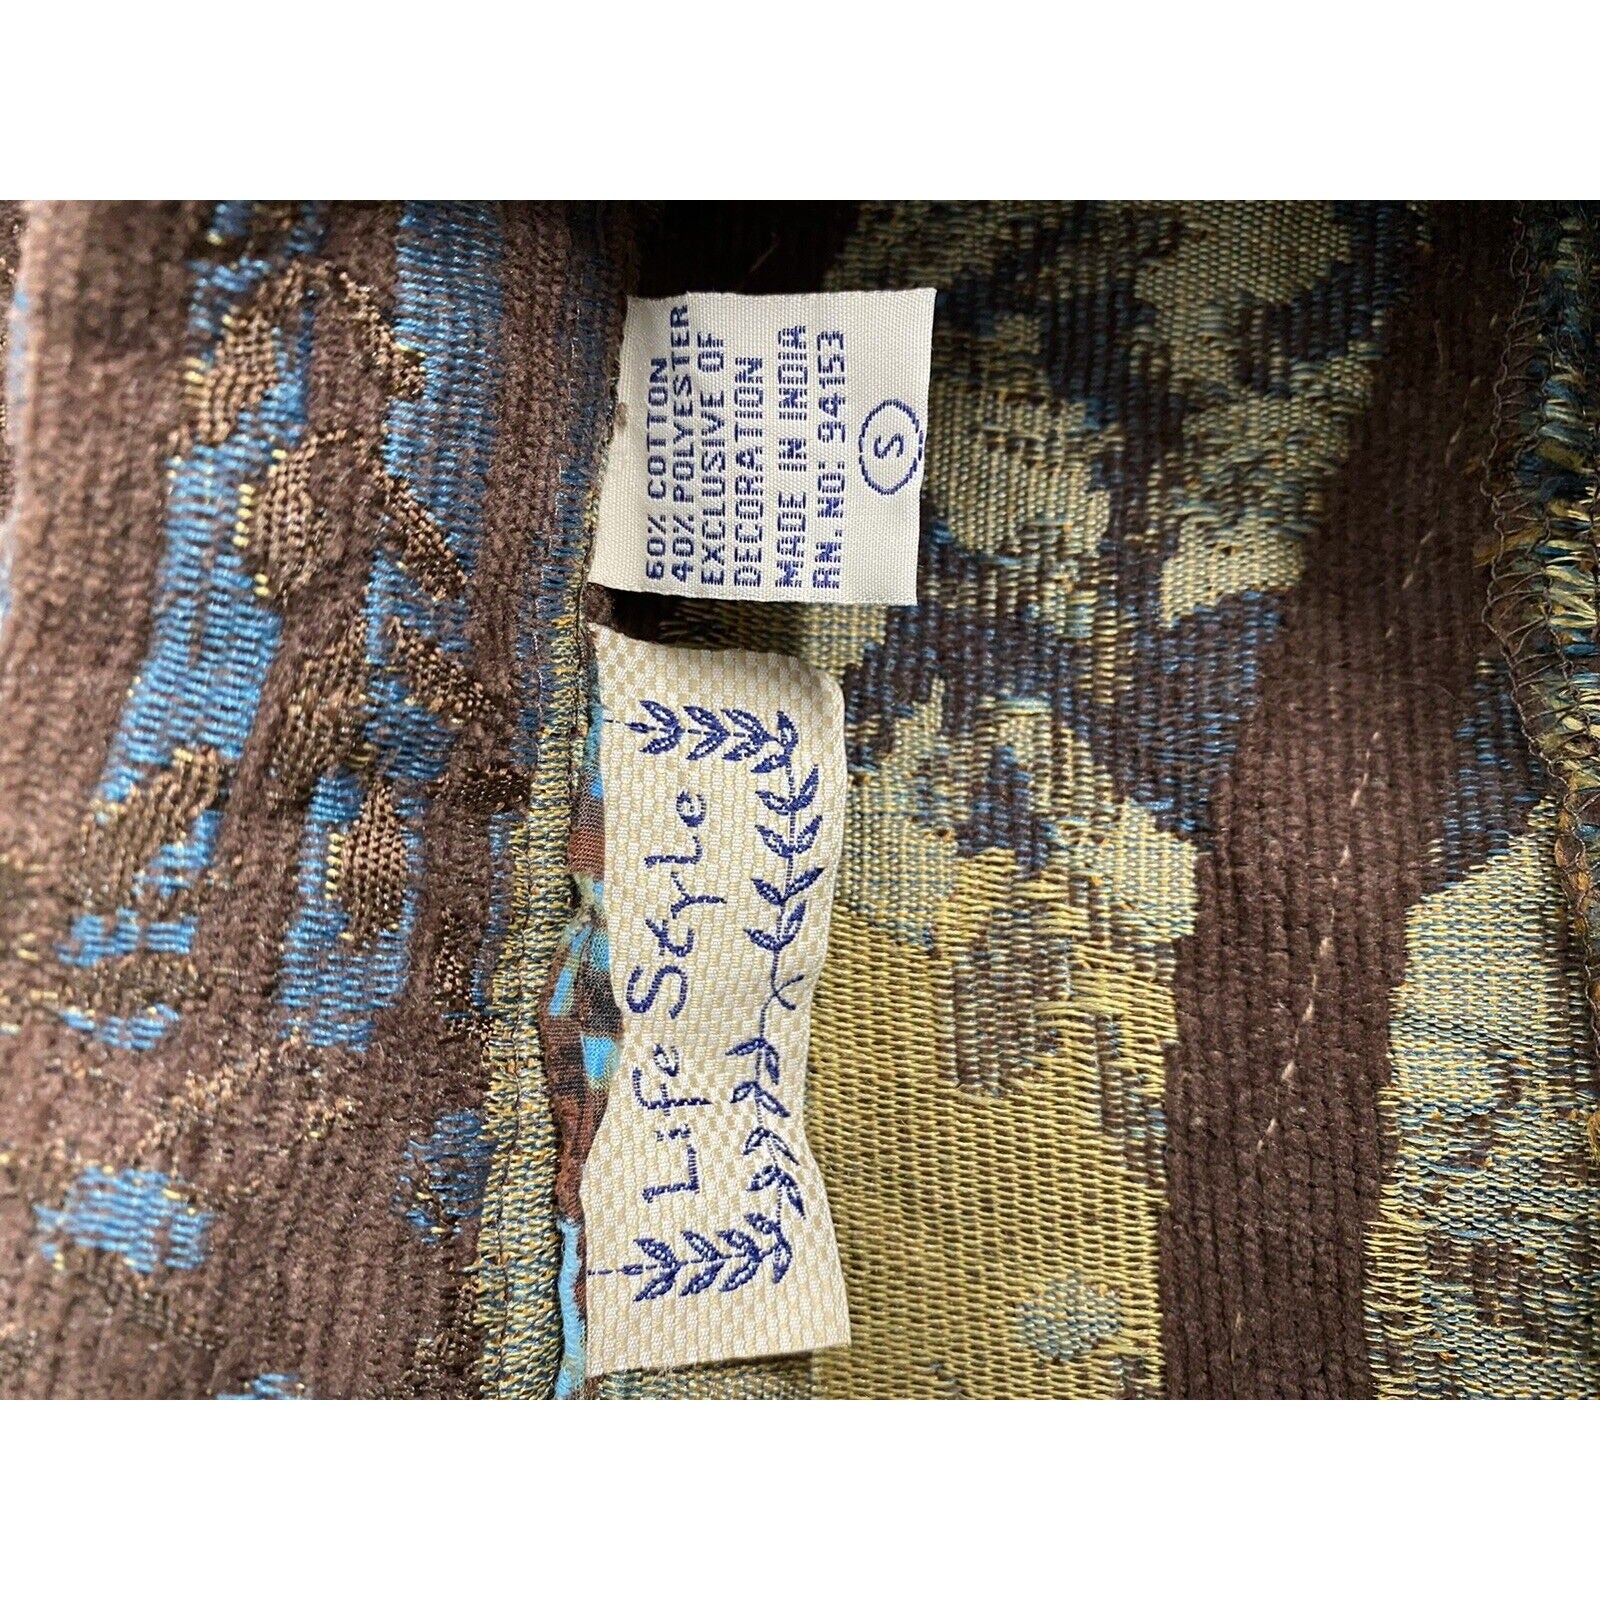 60% COTTON
40% POLYESTER
EXCLUSIVE OF
DECORATION
MADE IN INDIA
RN. NO: 94153
S
Life Style